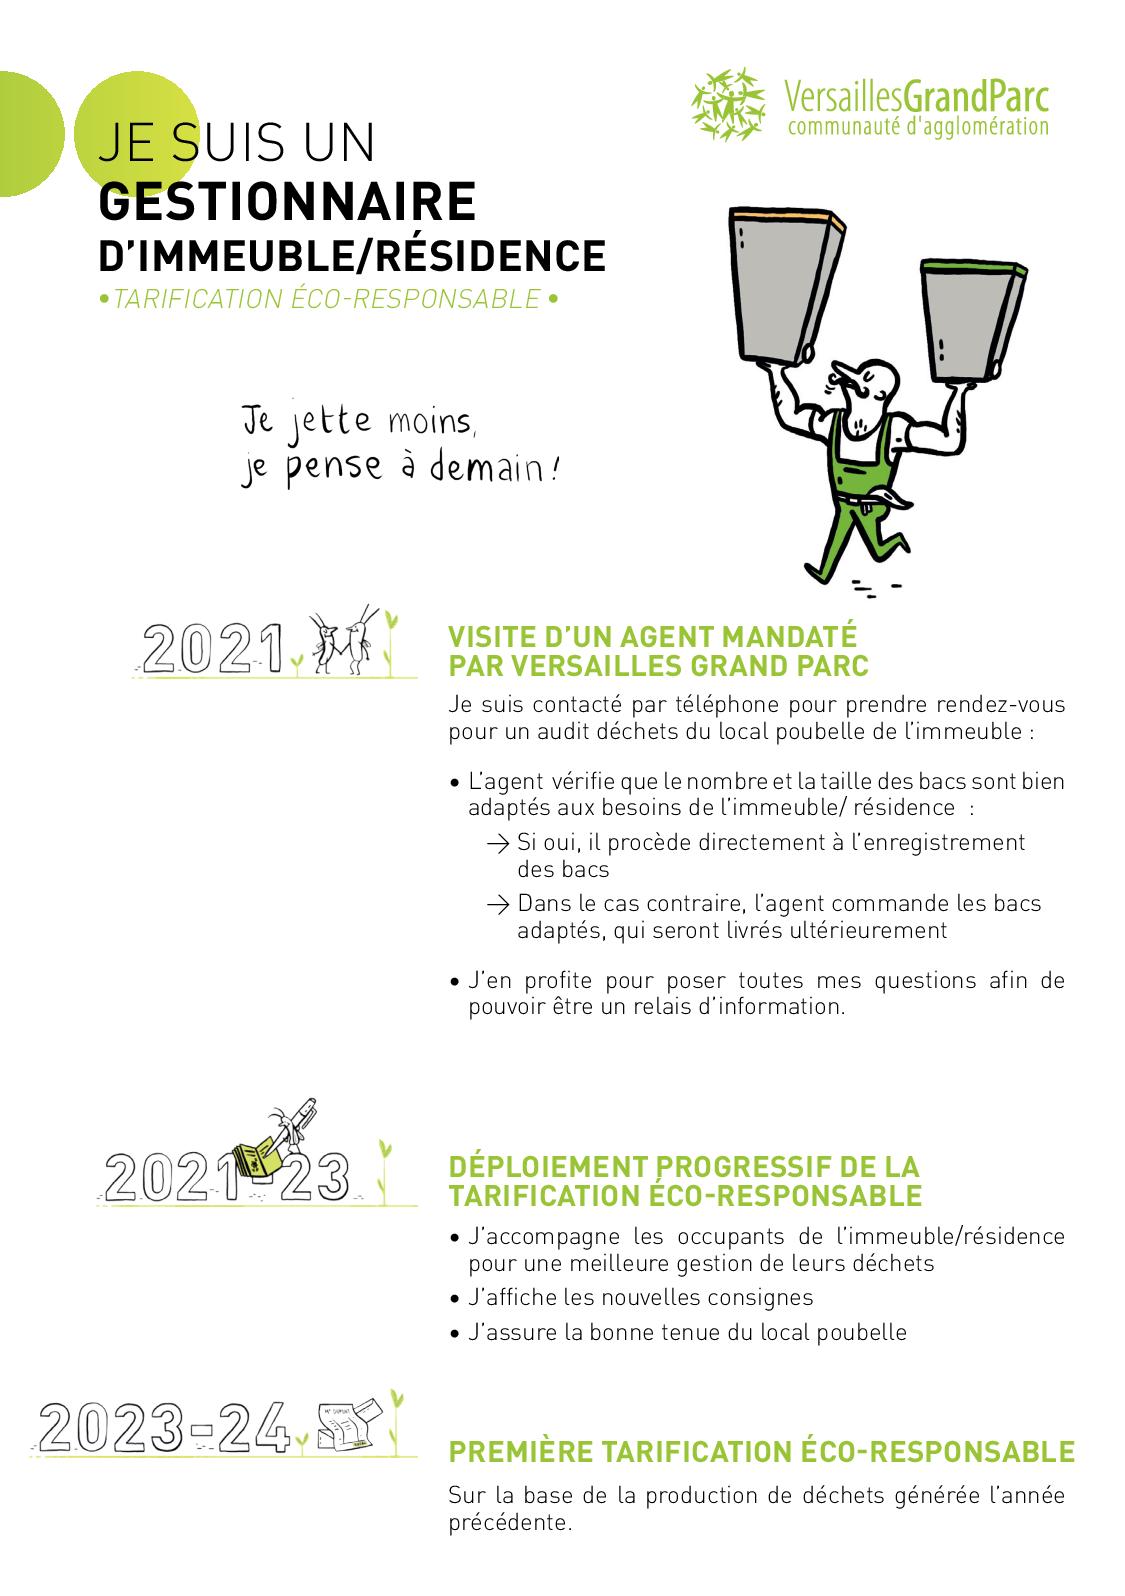 VersaillesGrandParc
communauté d'agglomération
JE SUIS UN
GESTIONNAIRE
D'IMMEUBLE/RÉSIDENCE
•TARIFICATION ÉCO-RESPONSABLE •
Je jette moins,
je pense à demain !
2021
VISITE D'UN AGENT MANDATÉ
PAR VERSAILLES GRAND PARC
Je suis contacté par téléphone pour prendre rendez-vous
pour un audit déchets du local poubelle de l'immeuble :
• L'agent vérifie que le nombre et la taille des bacs sont bien
adaptés aux besoins de l'immeuble/ résidence :
→ Si oui, il procède directement à l'enregistrement
des bacs
→ Dans le cas contraire, l'agent commande les bacs
adaptés, qui seront livrés ultérieurement
• J'en profite pour poser toutes mes questions afin de
pouvoir être un relais d'information.
2021-23
DÉPLOIEMENT PROGRESSIF DE LA
TARIFICATION ÉCO-RESPONSABLE
• J'accompagne les occupants de l'immeuble/résidence
pour une meilleure gestion de leurs déchets
• J'affiche les nouvelles consignes
• J'assure la bonne tenue du local poubelle
2023-24
PREMIÈRE TARIFICATION ÉCO-RESPONSABLE
Sur la base de la production de déchets générée l'année
précédente.